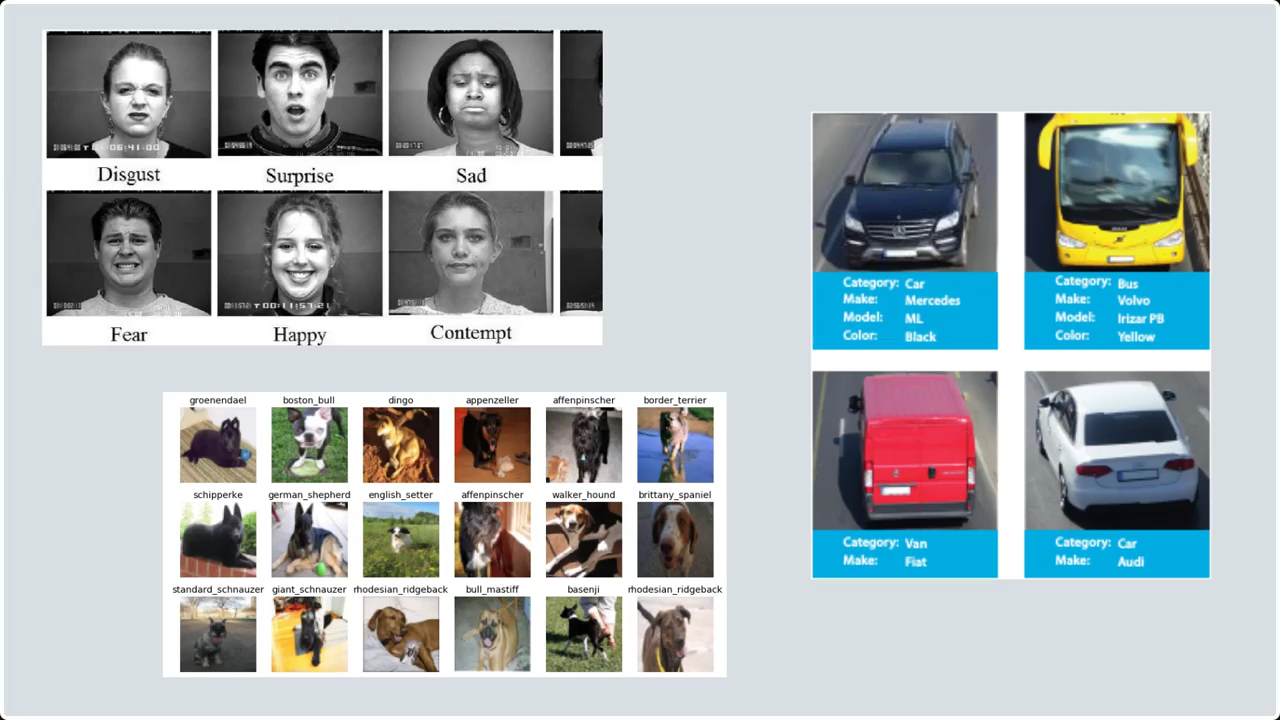 Disgust Surprise Sad
Fear Happy Contempt
groenendael boston_bull dingo appenzeller affenpinscher border_terrier
schipperke german_shepherd english_setter affenpinscher walker_hound brittany_spaniel
standard_schnauzer giant_schnauzer rhodesian_ridgeback bull_mastiff basenji rhodesian_ridgeback
Category: Car
Make: Mercedes
Model: ML
Color: Black
Category: Bus
Make: Volvo
Model: Irizar PB
Color: Yellow
Category: Van
Make: Fiat
Category: Car
Make: Audi